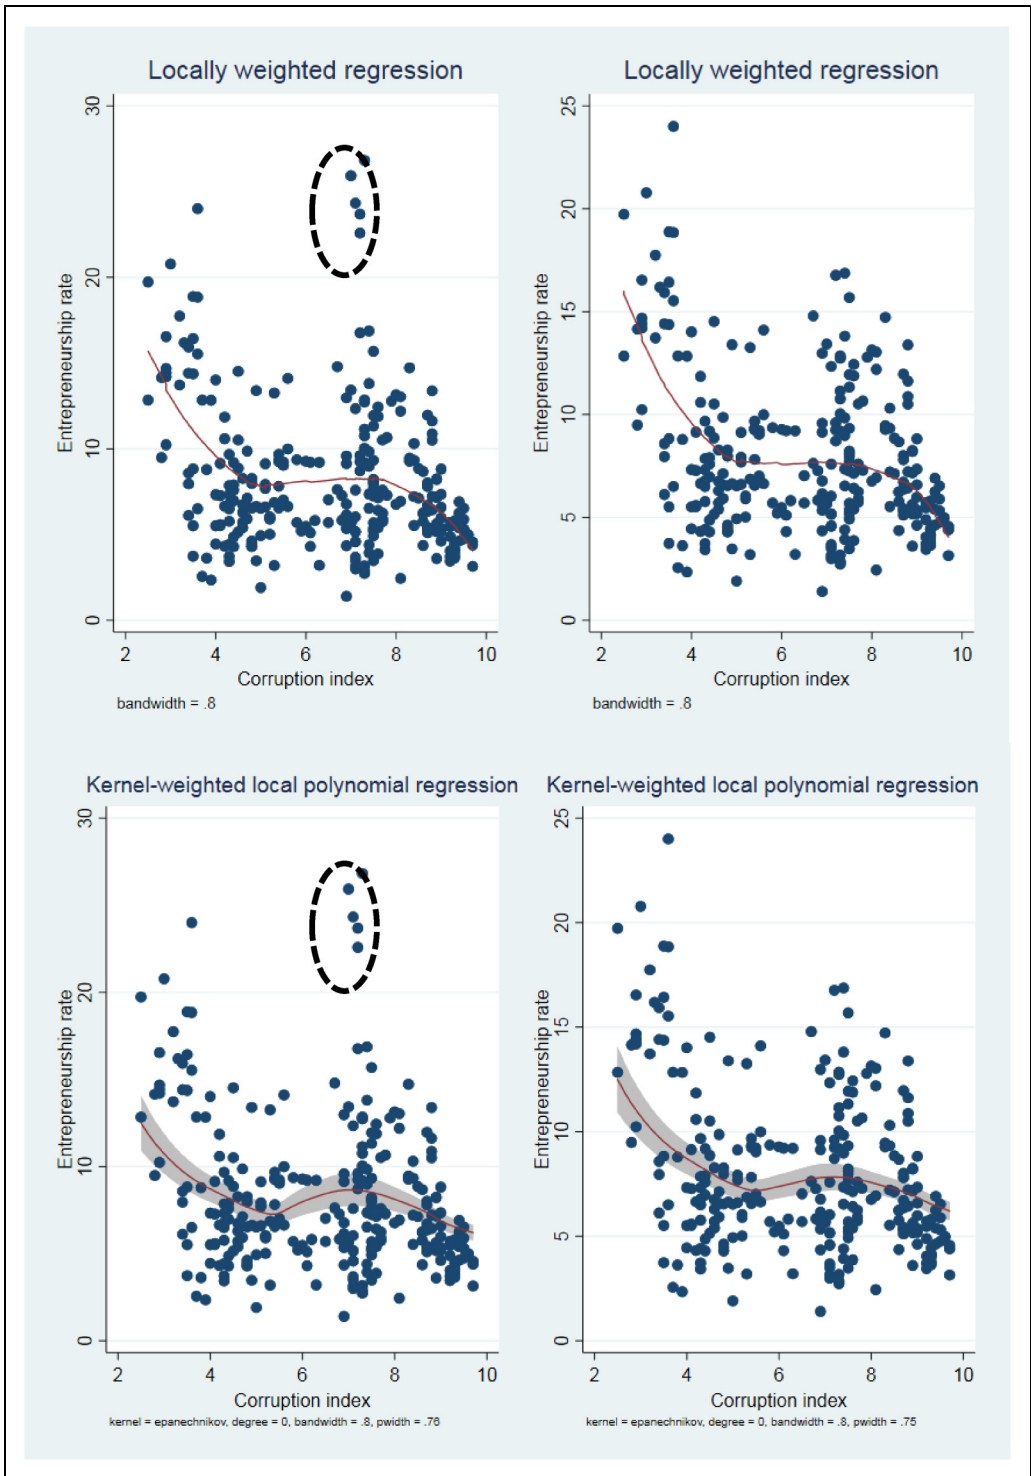 Locally weighted regression
Entrepreneurship rate
30
20
10
0
2 4 6 8 10
Corruption index
bandwidth = .8
Locally weighted regression
Entrepreneurship rate
25
20
15
10
5
0
2 4 6 8 10
Corruption index
bandwidth = .8
Kernel-weighted local polynomial regression
Entrepreneurship rate
30
20
10
0
2 4 6 8 10
Corruption index
kernel = epanechnikov, degree = 0, bandwidth = .8, pwidth = .76
Kernel-weighted local polynomial regression
Entrepreneurship rate
25
20
15
10
5
0
2 4 6 8 10
Corruption index
kernel = epanechnikov, degree = 0, bandwidth = .8, pwidth = .75